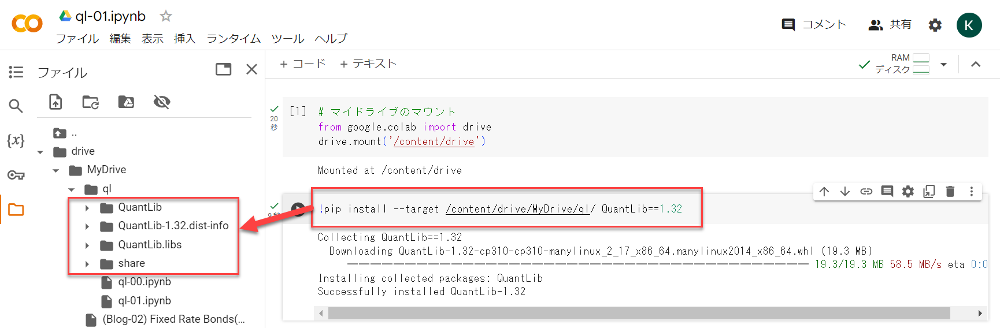 ql-01.ipynb
ファイル 編集 表示 挿入 ランタイム ツール ヘルプ
コメント
共有
K
ファイル
..
drive
MyDrive
ql
QuantLib
QuantLib-1.32.dist-info
QuantLib.libs
share
ql-00.ipynb
ql-01.ipynb
(Blog-02) Fixed Rate Bonds(…
{x}
+ コード + テキスト
RAM
ディスク
20
秒
[1] # マイドライブのマウント
from google.colab import drive
drive.mount('/content/drive')
Mounted at /content/drive
9 秒
!pip install --target /content/drive/MyDrive/ql/ QuantLib==1.32
Collecting QuantLib==1.32
Downloading QuantLib-1.32-cp310-cp310-manylinux_2_17_x86_64.manylinux2014_x86_64.whl (19.3 MB)
19.3/19.3 MB 58.5 MB/s eta 0:0
Installing collected packages: QuantLib
Successfully installed QuantLib-1.32